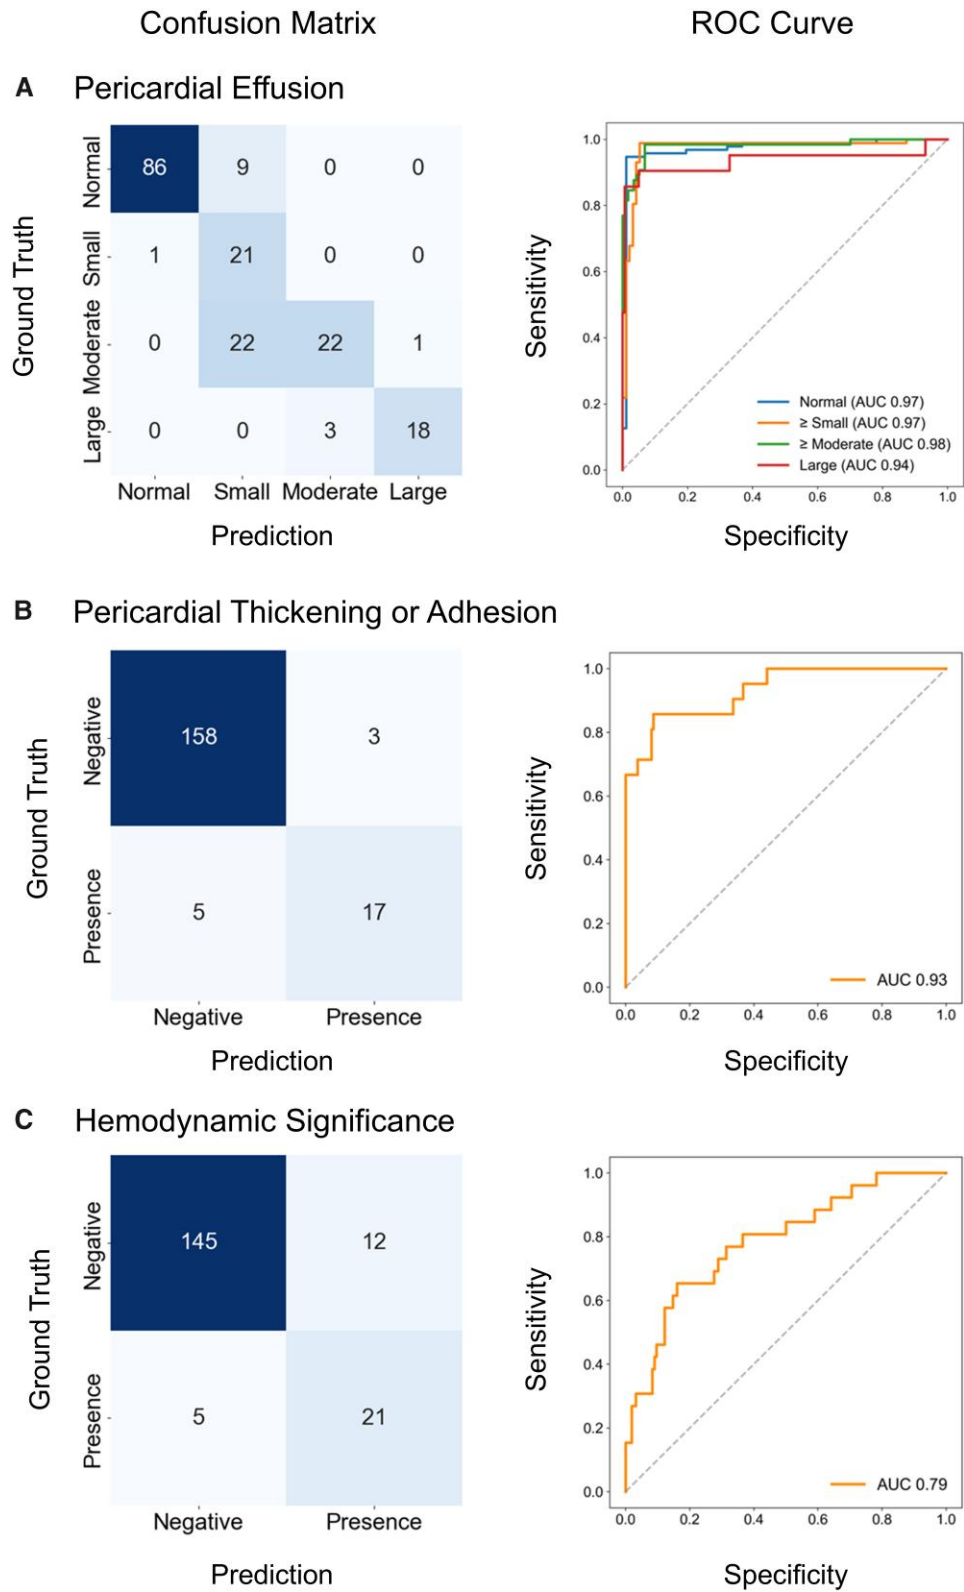 Confusion Matrix
ROC Curve
A Pericardial Effusion
Ground Truth
Normal
Small
Moderate
Large
86 9 0 0
1 21 0 0
0 22 22 1
0 0 3 18
Normal Small Moderate Large
Prediction
Sensitivity
1.0
0.8
0.6
0.4
0.2
0.0
Normal (AUC 0.97)
≥ Small (AUC 0.97)
≥ Moderate (AUC 0.98)
Large (AUC 0.94)
0.0 0.2 0.4 0.6 0.8 1.0
Specificity
B Pericardial Thickening or Adhesion
Ground Truth
Negative
Presence
158 3
5 17
Negative Presence
Prediction
Sensitivity
1.0
0.8
0.6
0.4
0.2
0.0
AUC 0.93
0.0 0.2 0.4 0.6 0.8 1.0
Specificity
C Hemodynamic Significance
Ground Truth
Negative
Presence
145 12
5 21
Negative Presence
Prediction
Sensitivity
1.0
0.8
0.6
0.4
0.2
0.0
AUC 0.79
0.0 0.2 0.4 0.6 0.8 1.0
Specificity